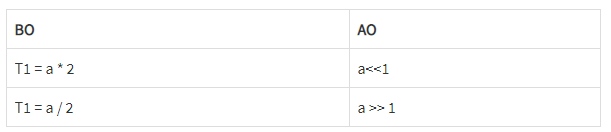 BO AO
T1 = a * 2 a<<1
T1 = a / 2 a >> 1